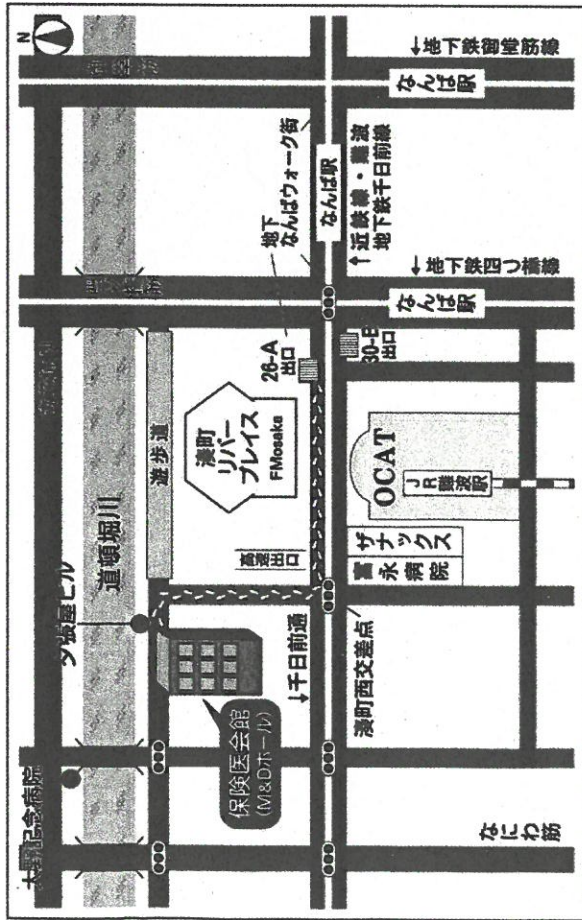 N
道頓堀川
遊歩道
夕張屋ビル
保険医会館
(M&Dホール)
湊町
リバー
プレイス
FMosaka
高速出口
26-A
出口
30-B
出口
地下
なんばウォーク街
なんば駅
↑近鉄線・難波
地下鉄千日前線
←地下鉄御堂筋線
なんば駅
←地下鉄四つ橋線
なんば駅
OCAT
JR難波駅
ザナックス
富永病院
湊町西交差点
←千日前通
なにわ筋
記念病院